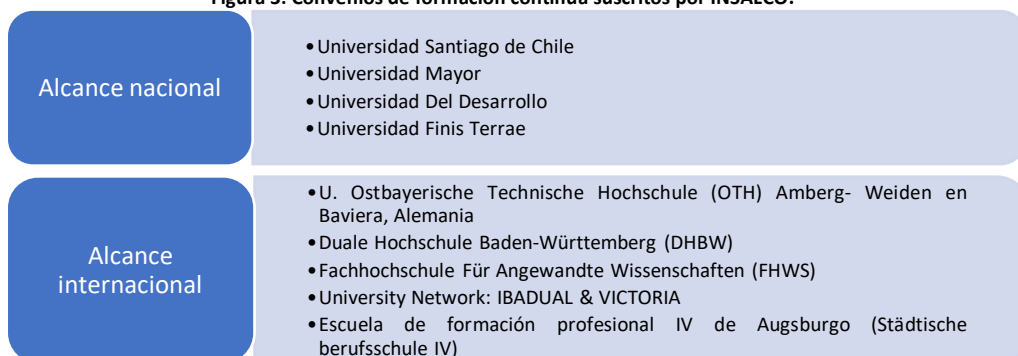 Figura 3: Convenios de formación continua suscritos por INSALCO.
Alcance nacional
•Universidad Santiago de Chile
•Universidad Mayor
•Universidad Del Desarrollo
•Universidad Finis Terrae
Alcance
internacional
•U. Ostbayerische Technische Hochschule (OTH) Amberg- Weiden en
Baviera, Alemania
•Duale Hochschule Baden-Württemberg (DHBW)
•Fachhochschule Für Angewandte Wissenschaften (FHWS)
•University Network: IBADUAL & VICTORIA
•Escuela de formación profesional IV de Augsburgo (Städtische
berufsschule IV)